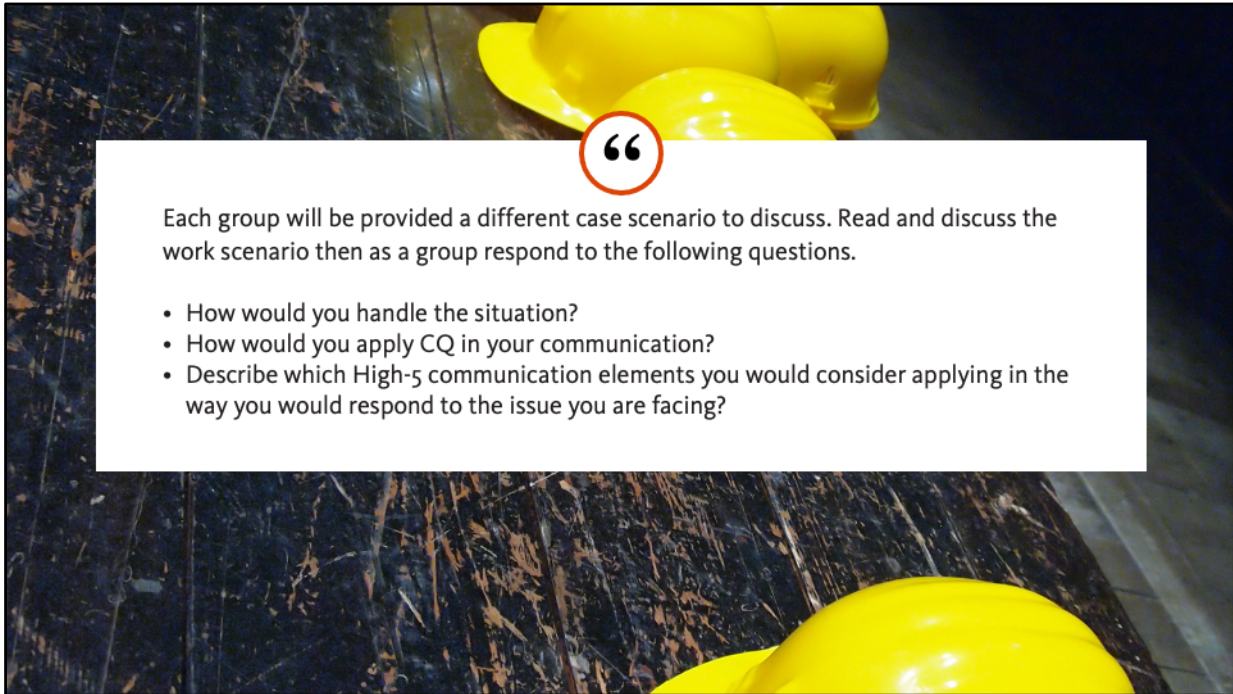 “
Each group will be provided a different case scenario to discuss. Read and discuss the
work scenario then as a group respond to the following questions.
• How would you handle the situation?
• How would you apply CQ in your communication?
• Describe which High-5 communication elements you would consider applying in the
way you would respond to the issue you are facing?